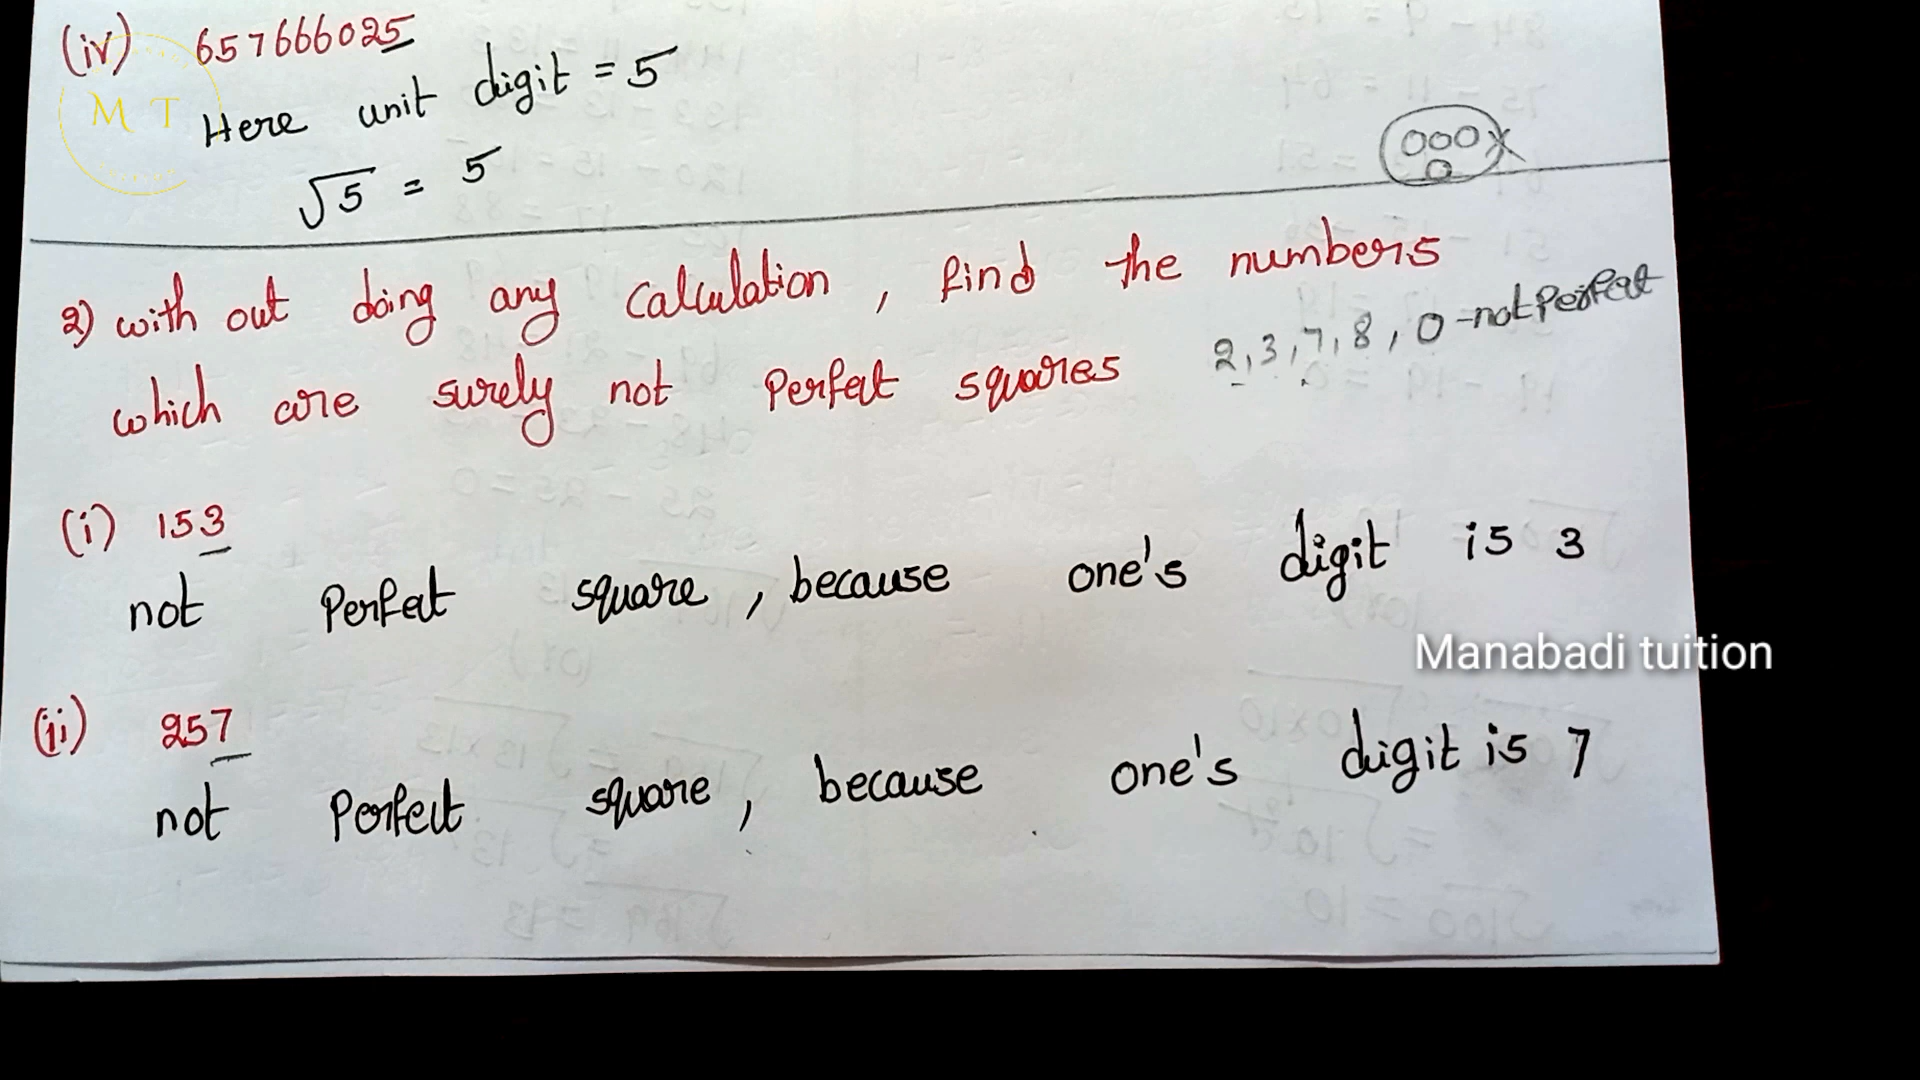 (iv) 657666025
M T
Here unit digit = 5
√5 = 5
000
0
2) with out doing any calculation, find the numbers
which are surely not Perfect squares
2, 3, 7, 8, 0 - not Perfect
(i) 153
not Perfect square, because one's digit is 3
Manabadi tuition
(ii) 257
not Perfect square, because one's digit is 7